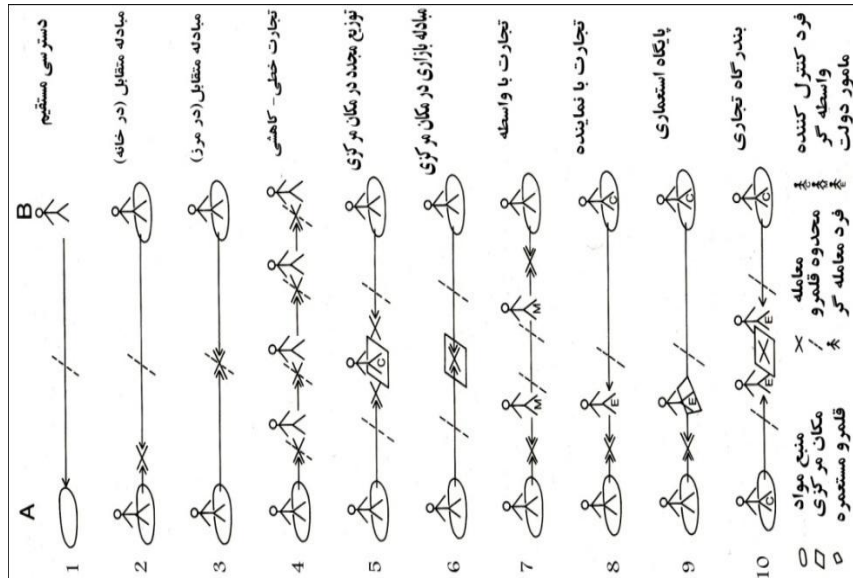 A B
1 دسترسی مستقیم
2 مبادله متقابل (در خانه)
3 مبادله متقابل (در مرز)
4 تجارت خطی - کاهشی
5 توزیع مجدد در مکان مرکزی
C
6 مبادله بازاری در مکان مرکزی
7 تجارت با واسطه
M M
8 تجارت با نماینده
E C
9 پایگاه استعماری
E C
10 بندرگاه تجاری
C E E C
منبع مواد
مکان مرکزی
قلمرو مستعمره
معامله
محدوده قلمرو
فرد معامله گر
فرد کنترل کننده
واسطه گر
مامور دولت